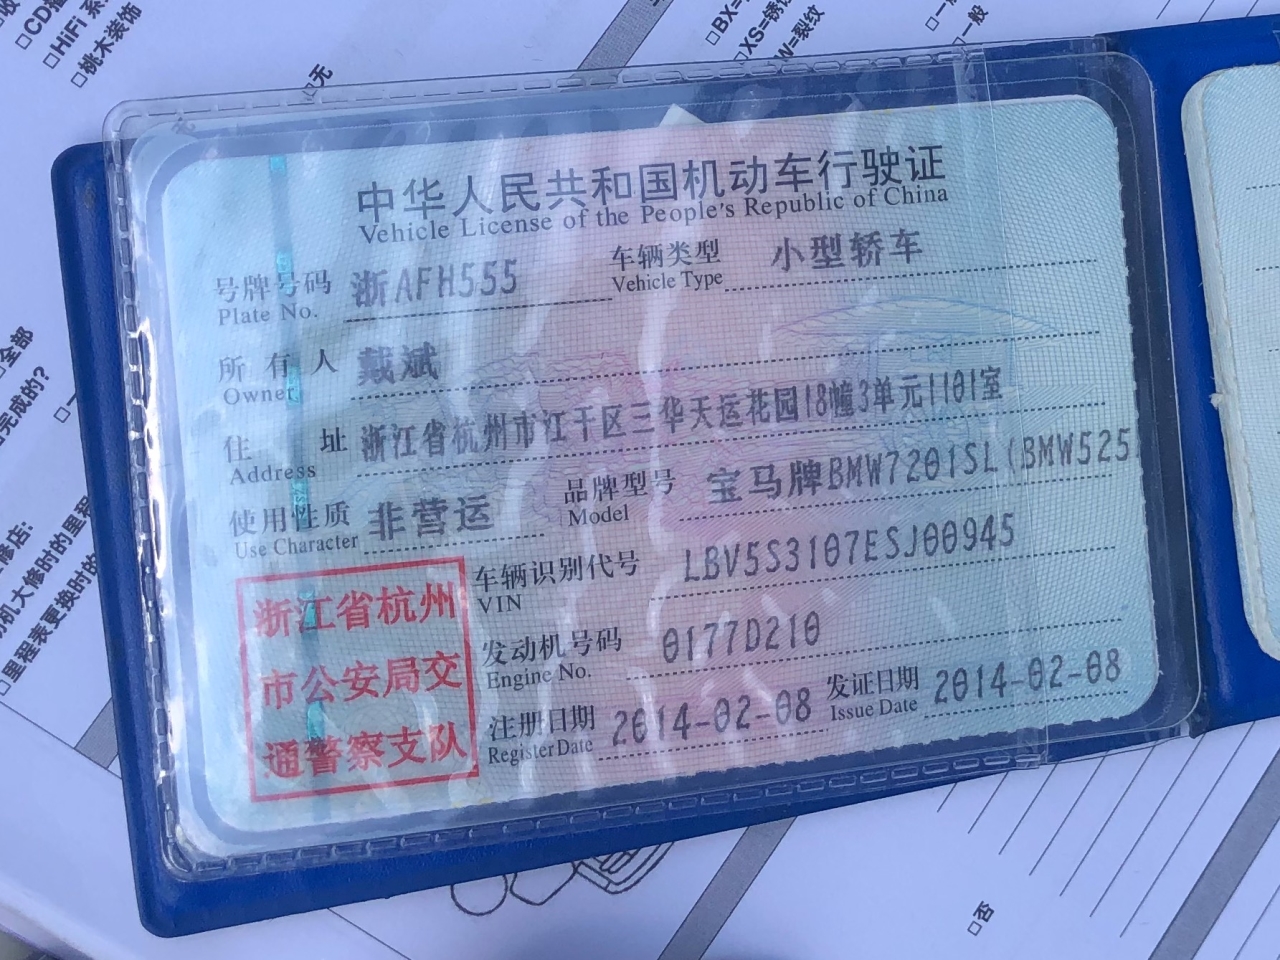 □CD
□HiFi 系
□桃木装饰
□无
□BX=
□XS=锈
W=裂纹
□一般
中华人民共和国机动车行驶证
Vehicle License of the People's Republic of China
号牌号码 浙AFH555 车辆类型 小型轿车
Plate No. Vehicle Type
所有人 戴斌
Owner
住址 浙江省杭州市江干区三华天运花园18幢3单元1101室
Address
使用性质 非营运 品牌型号 宝马牌BMW7201SL(BMW525
Use Character Model
车辆识别代号 LBV5S3107ESJ00945
VIN
发动机号码 0177D210
Engine No.
注册日期 2014-02-08 发证日期 2014-02-08
Register Date Issue Date
浙江省杭州
市公安局交
通警察支队
□全部
完成的?
修店:
机大修时的里程
□里程表更换时的
□否